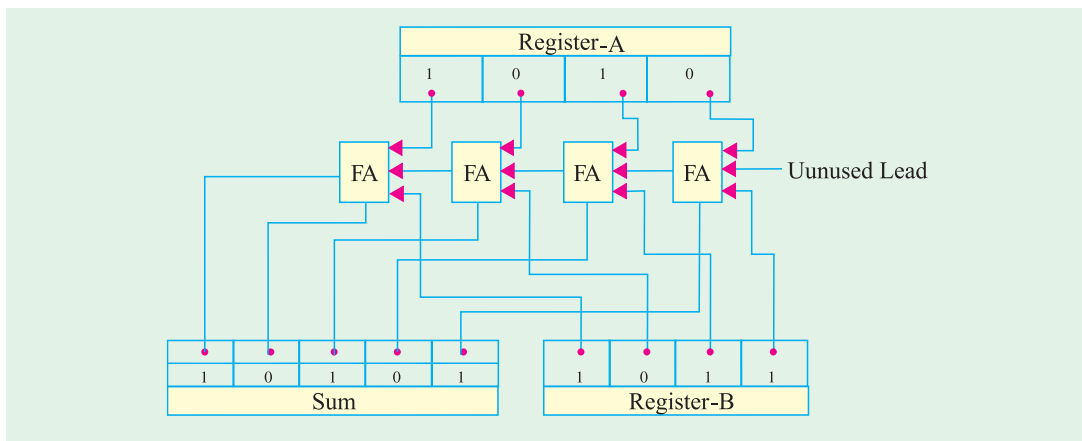 Register-A
1 0 1 0
FA FA FA FA
Uunused Lead
1 0 1 0 1
1 0 1 1
Sum
Register-B